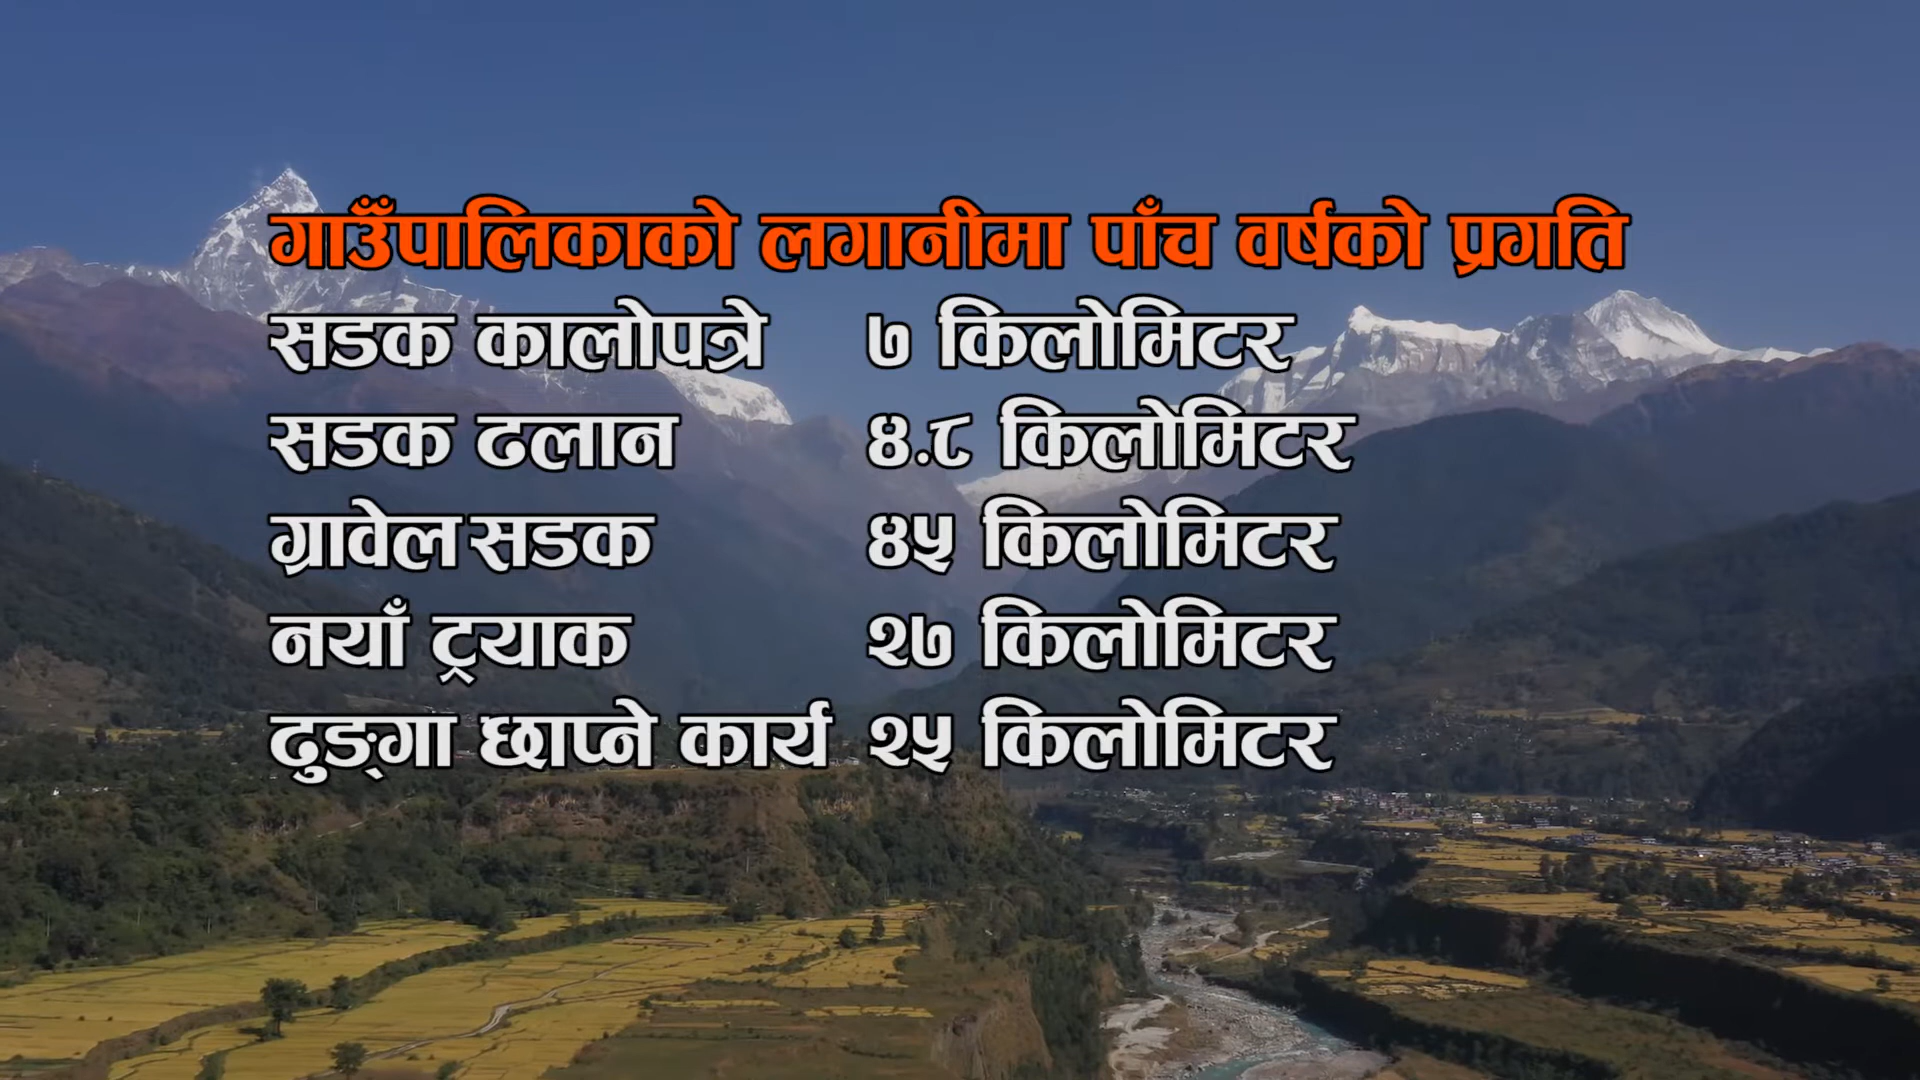 गाउँपालिकाको लगानीमा पाँच वर्षको प्रगति
सडक कालोपत्रे ७ किलोमिटर
सडक ढलान ४.८ किलोमिटर
ग्रावेल सडक ४५ किलोमिटर
नयाँ ट्रयाक २७ किलोमिटर
ढुङ्गा छाप्ने कार्य २५ किलोमिटर